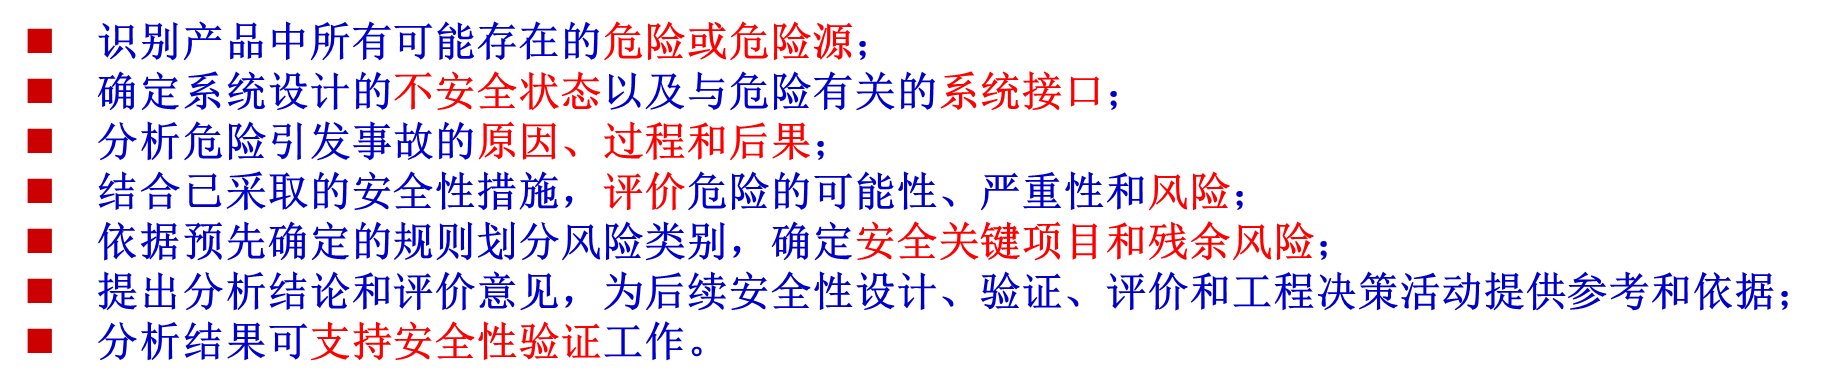 识别产品中所有可能存在的危险或危险源；
确定系统设计的不安全状态以及与危险有关的系统接口；
分析危险引发事故的原因、过程和后果；
结合已采取的安全性措施，评价危险的可能性、严重性和风险；
依据预先确定的规则划分风险类别，确定安全关键项目和残余风险；
提出分析结论和评价意见，为后续安全性设计、验证、评价和工程决策活动提供参考和依据；
分析结果可支持安全性验证工作。